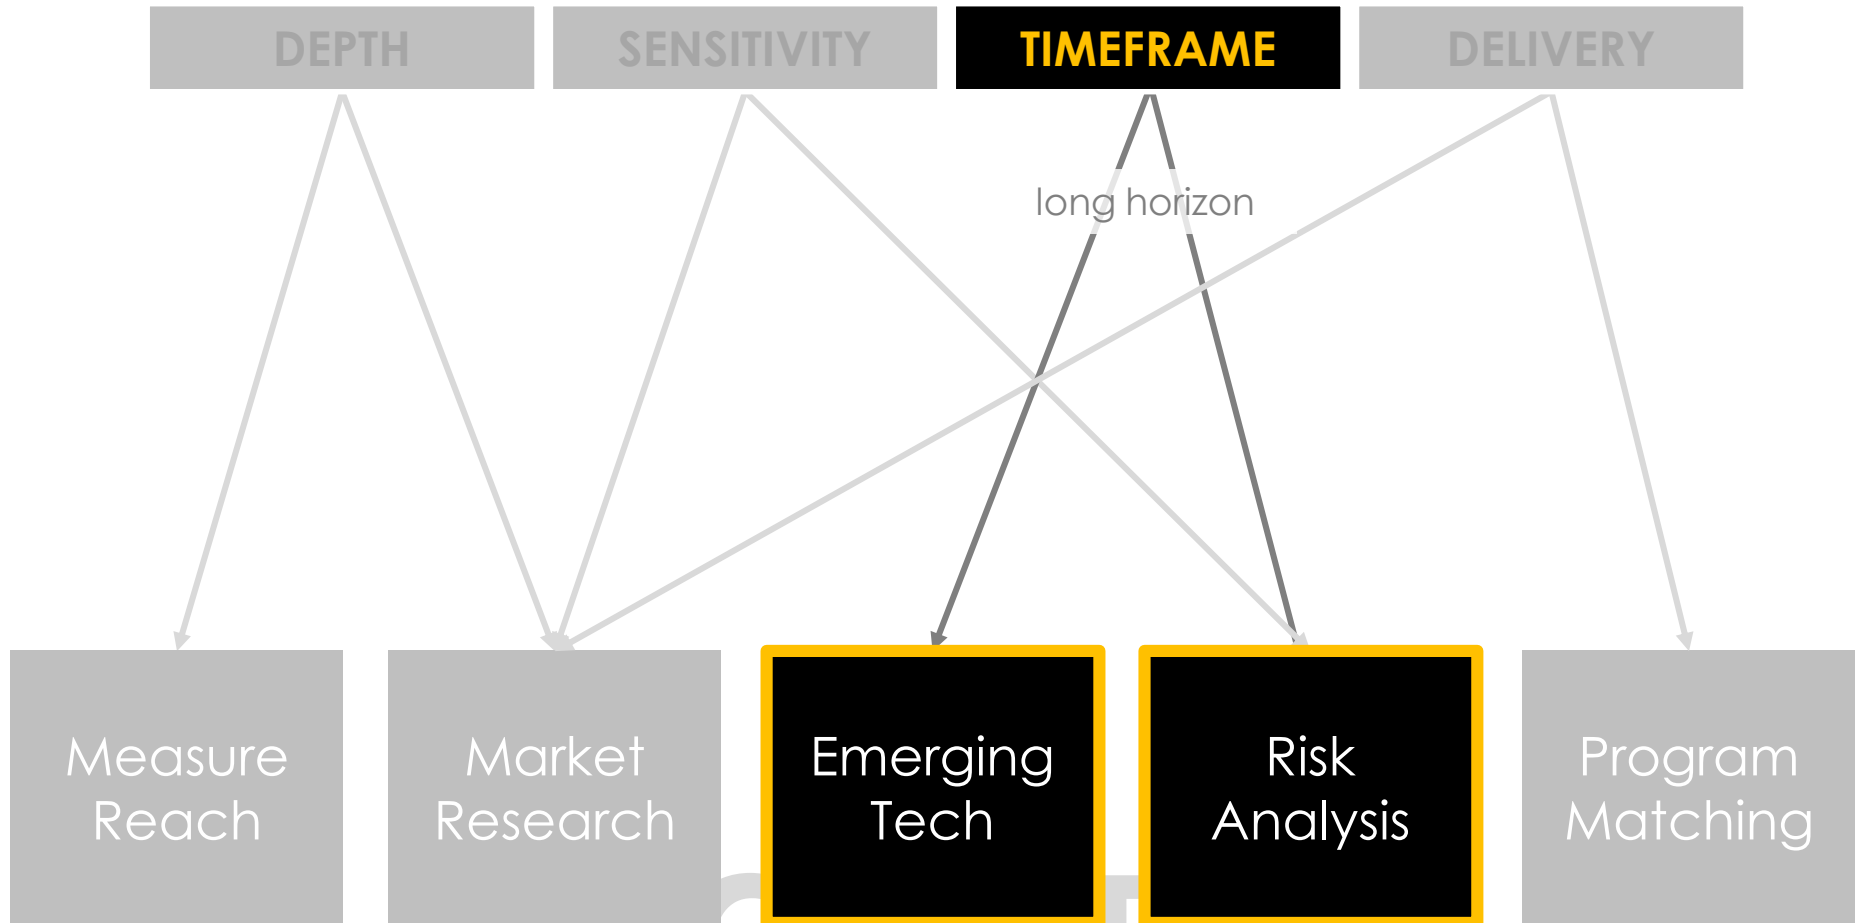 DEPTH
SENSITIVITY
TIMEFRAME
DELIVERY
long horizon
Measure
Reach
Market
Research
Emerging
Tech
Risk
Analysis
Program
Matching